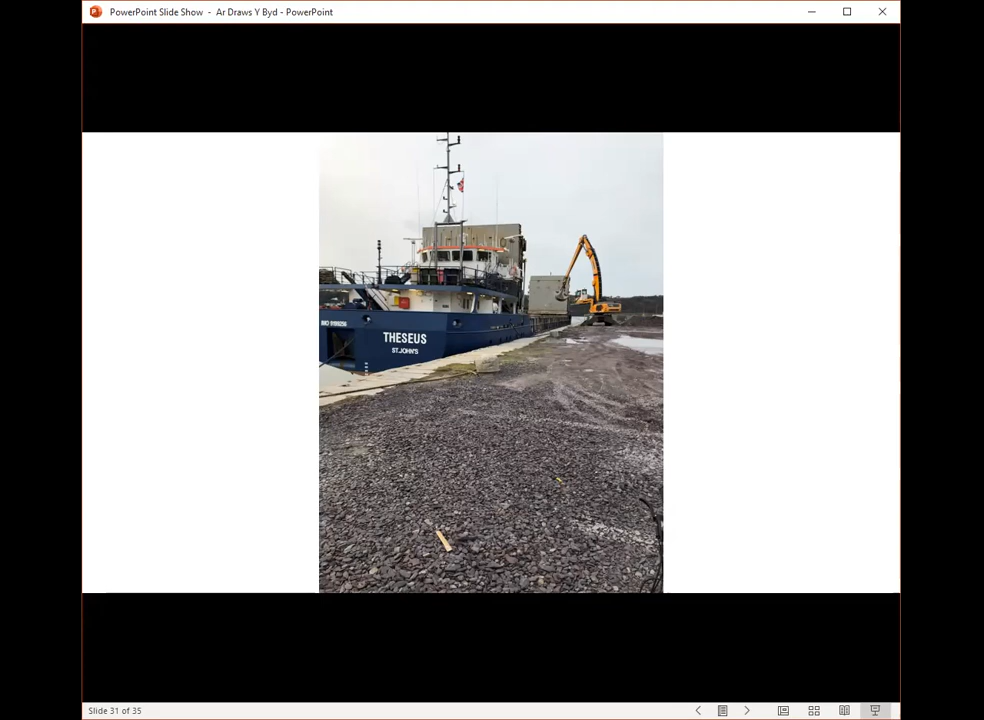 PowerPoint Slide Show - Ar Draws Y Byd - PowerPoint
THESEUS
ST.JOHN'S
Slide 31 of 35